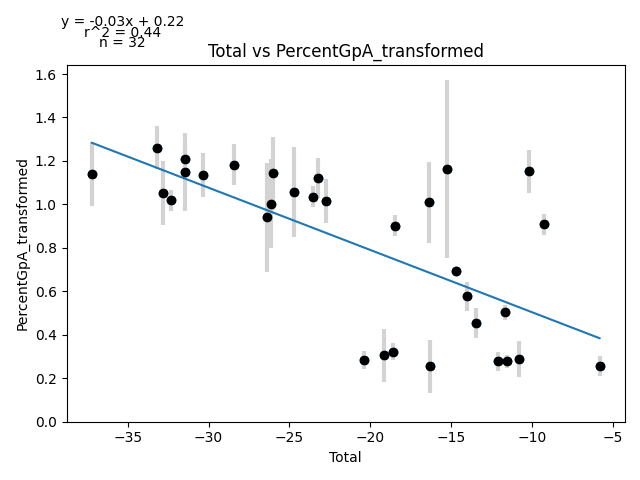 y = -0.03x + 0.22
r^2 = 0.44
n = 32
Total vs PercentGpA_transformed
PercentGpA_transformed
1.6
1.4
1.2
1.0
0.8
0.6
0.4
0.2
0.0
−35
−30
−25
−20
−15
−10
−5
Total